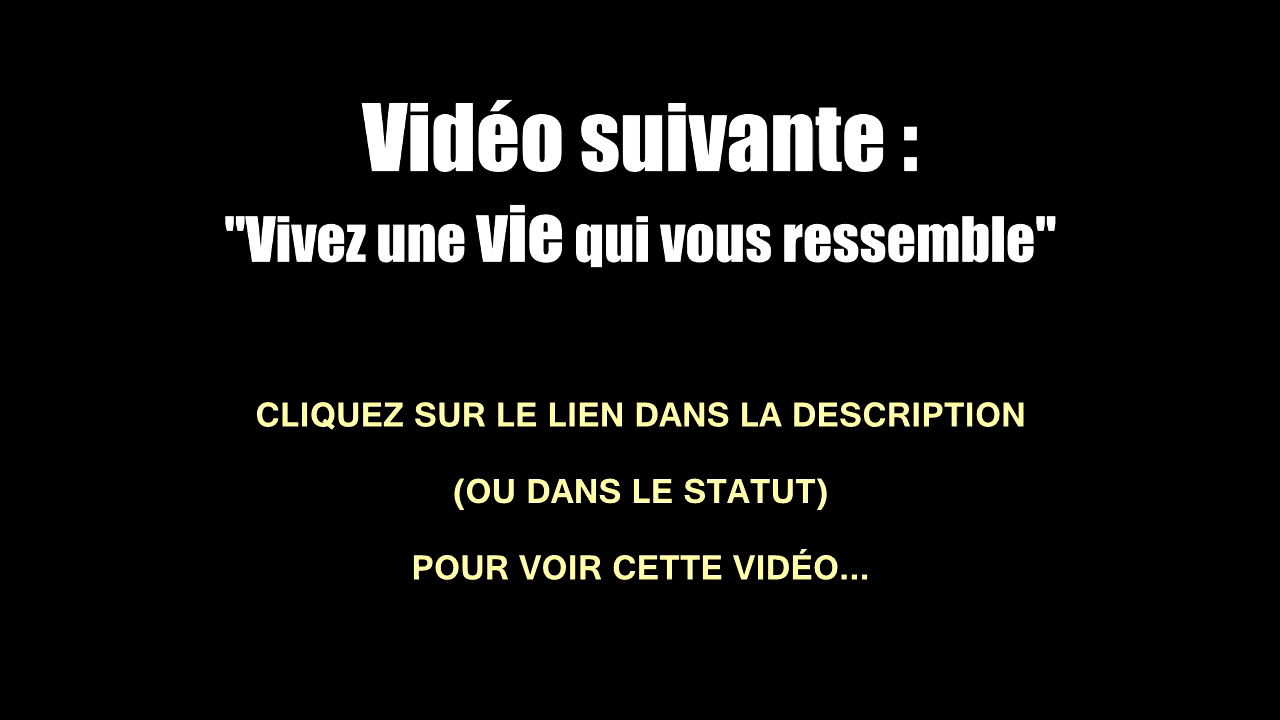 Vidéo suivante :
"Vivez une vie qui vous ressemble"
CLIQUEZ SUR LE LIEN DANS LA DESCRIPTION
(OU DANS LE STATUT)
POUR VOIR CETTE VIDÉO...